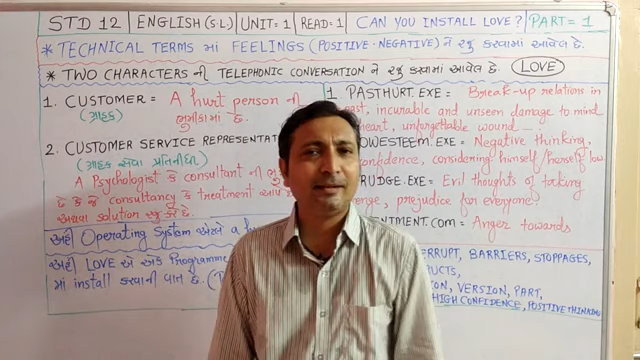 STD 12 | ENGLISH (S.L.) | UNIT=1 | READ=1 | CAN YOU INSTALL LOVE? | PART=1
* TECHNICAL TERMS માં FEELINGS (POSITIVE-NEGATIVE) ને રજુ કરવામાં આવેલ છે.
* TWO CHARACTERS ની TELEPHONIC CONVERSATION ને રજુ કરવામાં આવેલ છે. LOVE
1. CUSTOMER = A hurt person ની
(ગ્રાહક) ભુમીકામાં છે.
2. CUSTOMER SERVICE REPRESENTAT
(ગ્રાહક સેવા પ્રતિનીધી)
A Psychologist કે consultant ની
છે કે જે consultancy કે treatment આપે
અથવા solution રજુ કરે છે.
અહીં Operating System એટલે
અહીં LOVE એ એક Programme
માં install કરવાની વાત છે.
1. PASTHURT.EXE = Break-up relations in
past, incurable and unseen damage to mind
heart, unforgettable wound...!
OWESTEEM.EXE = Negative thinking,
confidence, considering himself/herself low
RUDGE.EXE = Evil thoughts of taking
enge, prejudice for everyone.
ENTMENT.COM = Anger towards
ERRUPT, BARRIERS, STOPPAGES,
UCTS,
ON, VERSION, PART,
HIGH CONFIDENCE, POSITIVE THINKING